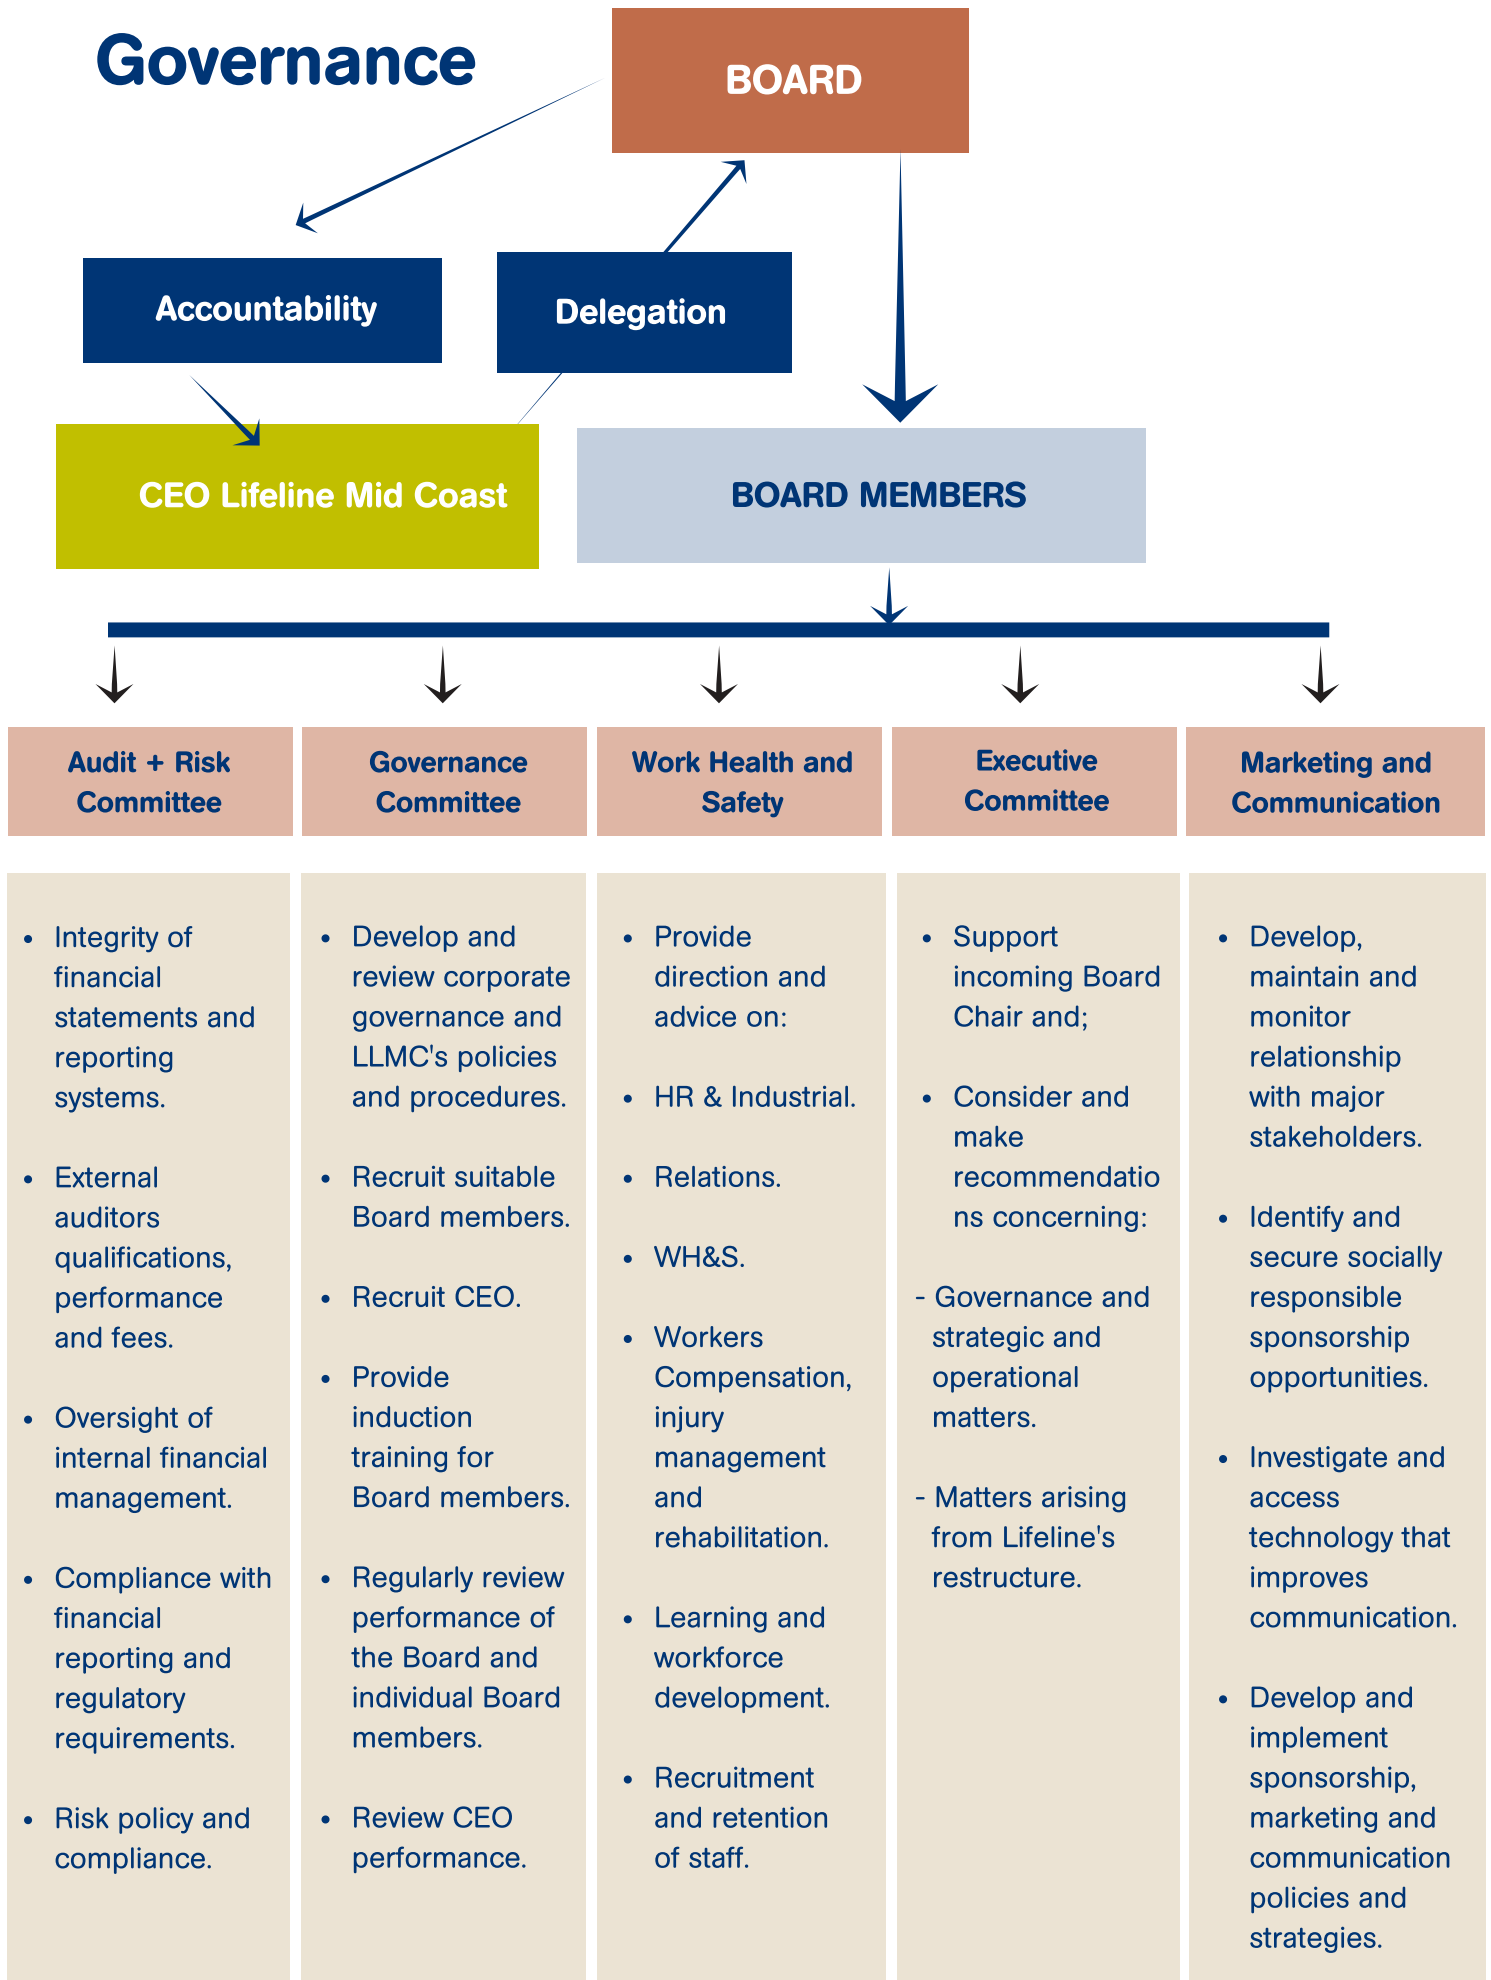 Governance
BOARD
Accountability
Delegation
CEO Lifeline Mid Coast
BOARD MEMBERS
Audit + Risk
Committee
Governance
Committee
Work Health and
Safety
Executive
Committee
Marketing and
Communication
• Integrity of
financial
statements and
reporting
systems.
• External
auditors
qualifications,
performance
and fees.
• Oversight of
internal financial
management.
• Compliance with
financial
reporting and
regulatory
requirements.
• Risk policy and
compliance.
• Develop and
review corporate
governance and
LLMC's policies
and procedures.
• Recruit suitable
Board members.
• Recruit CEO.
• Provide
induction
training for
Board members.
• Regularly review
performance of
the Board and
individual Board
members.
• Review CEO
performance.
• Provide
direction and
advice on:
• HR & Industrial.
• Relations.
• WH&S.
• Workers
Compensation,
injury
management
and
rehabilitation.
• Learning and
workforce
development.
• Recruitment
and retention
of staff.
• Support
incoming Board
Chair and;
• Consider and
make
recommendatio
ns concerning:
- Governance and
strategic and
operational
matters.
- Matters arising
from Lifeline's
restructure.
• Develop,
maintain and
monitor
relationship
with major
stakeholders.
• Identify and
secure socially
responsible
sponsorship
opportunities.
• Investigate and
access
technology that
improves
communication.
• Develop and
implement
sponsorship,
marketing and
communication
policies and
strategies.